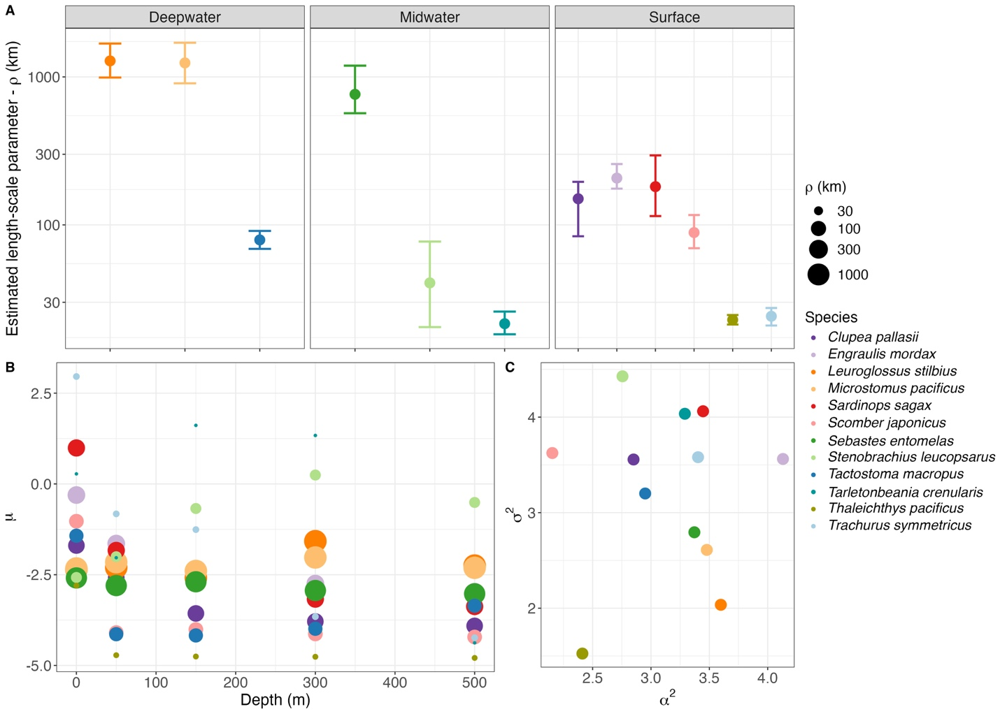 A
Deepwater
Midwater
Surface
Estimated length-scale parameter - ρ (km)
1000
300
100
30
ρ (km)
30
100
300
1000
Species
Clupea pallasii
Engraulis mordax
Leuroglossus stilbius
Microstomus pacificus
Sardinops sagax
Scomber japonicus
Sebastes entomelas
Stenobrachius leucopsarus
Tactostoma macropus
Tarletonbeania crenularis
Thaleichthys pacificus
Trachurus symmetricus
B
μ
2.5
0.0
-2.5
-5.0
0
100
200
300
400
500
Depth (m)
C
σ²
4
3
2
2.5
3.0
3.5
4.0
α²